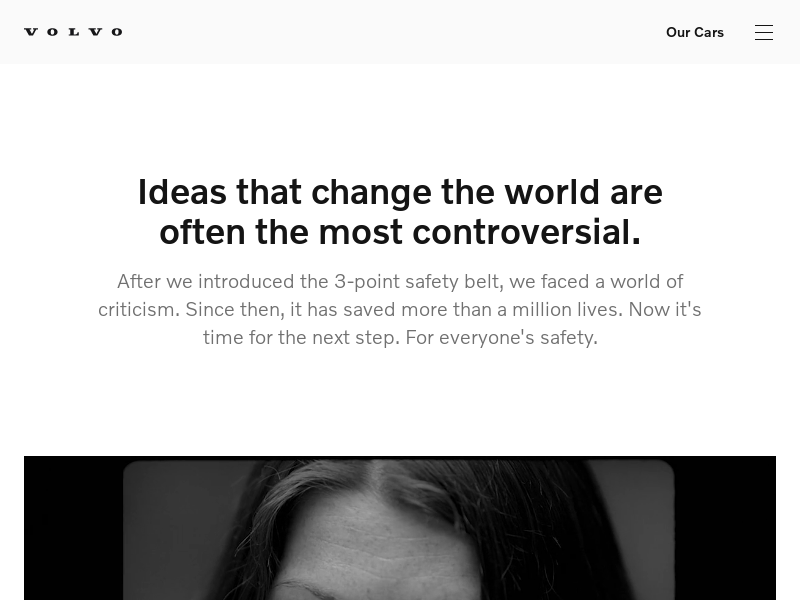 VOLVO
Our Cars
Ideas that change the world are
often the most controversial.
After we introduced the 3-point safety belt, we faced a world of
criticism. Since then, it has saved more than a million lives. Now it's
time for the next step. For everyone's safety.